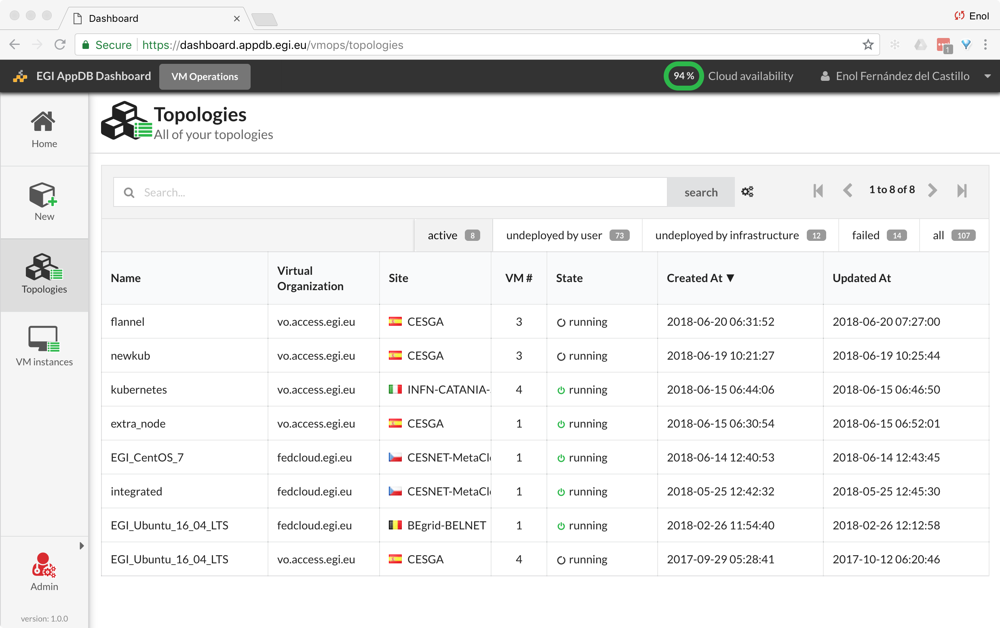 Dashboard
Enol
Secure https://dashboard.appdb.egi.eu/vmops/topologies
1
EGI AppDB Dashboard VM Operations 94 % Cloud availability Enol Fernández del Castillo
Home
New
Topologies
VM instances
Admin
version: 1.0.0
Topologies
All of your topologies
Search... search 1 to 8 of 8
active 8 undeployed by user 73 undeployed by infrastructure 12 failed 14 all 107
Name Virtual Organization Site VM # State Created At ▼ Updated At
flannel vo.access.egi.eu CESGA 3 running 2018-06-20 06:31:52 2018-06-20 07:27:00
newkub vo.access.egi.eu CESGA 3 running 2018-06-19 10:21:27 2018-06-19 10:25:44
kubernetes vo.access.egi.eu INFN-CATANIA- 4 running 2018-06-15 06:44:06 2018-06-15 06:46:50
extra_node vo.access.egi.eu CESGA 1 running 2018-06-15 06:30:54 2018-06-15 06:52:01
EGI_CentOS_7 fedcloud.egi.eu CESNET-MetaCl 1 running 2018-06-14 12:40:53 2018-06-14 12:43:45
integrated fedcloud.egi.eu CESNET-MetaCl 1 running 2018-05-25 12:42:32 2018-05-25 12:45:30
EGI_Ubuntu_16_04_LTS fedcloud.egi.eu BEgrid-BELNET 1 running 2018-02-26 11:54:40 2018-02-26 12:12:58
EGI_Ubuntu_16_04_LTS vo.access.egi.eu CESGA 4 running 2017-09-29 05:28:41 2017-10-12 06:20:46